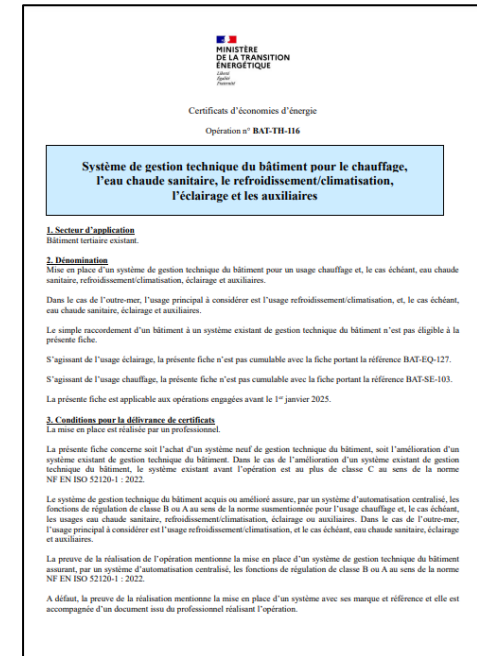 MINISTÈRE
DE LA TRANSITION
ÉNERGÉTIQUE
Liberté
Égalité
Fraternité
Certificats d’économies d’énergie
Opération n° BAT-TH-116
Système de gestion technique du bâtiment pour le chauffage,
l’eau chaude sanitaire, le refroidissement/climatisation,
l’éclairage et les auxiliaires
1. Secteur d’application
Bâtiment tertiaire existant.
2. Dénomination
Mise en place d’un système de gestion technique du bâtiment pour un usage chauffage et, le cas échéant, eau chaude
sanitaire, refroidissement/climatisation, éclairage et auxiliaires.
Dans le cas de l’outre-mer, l’usage principal à considérer est l’usage refroidissement/climatisation, et, le cas échéant,
eau chaude sanitaire, éclairage et auxiliaires.
Le simple raccordement d’un bâtiment à un système existant de gestion technique du bâtiment n’est pas éligible à la
présente fiche.
S’agissant de l’usage éclairage, la présente fiche n’est pas cumulable avec la fiche portant la référence BAT-EQ-127.
S’agissant de l’usage chauffage, la présente fiche n’est pas cumulable avec la fiche portant la référence BAT-SE-103.
La présente fiche est applicable aux opérations engagées avant le 1er janvier 2025.
3. Conditions pour la délivrance de certificats
La mise en place est réalisée par un professionnel.
La présente fiche concerne soit l’achat d’un système neuf de gestion technique du bâtiment, soit l’amélioration d’un
système existant de gestion technique du bâtiment. Dans le cas de l’amélioration d’un système existant de gestion
technique du bâtiment, le système existant avant l’opération est au plus de classe C au sens de la norme
NF EN ISO 52120-1 : 2022.
Le système de gestion technique du bâtiment acquis ou amélioré assure, par un système d’automatisation centralisé, les
fonctions de régulation de classe B ou A au sens de la norme susmentionnée pour l’usage chauffage et, le cas échéant,
les usages eau chaude sanitaire, refroidissement/climatisation, éclairage ou auxiliaires. Dans le cas de l’outre-mer,
l’usage principal à considérer est l’usage refroidissement/climatisation, et le cas échéant, eau chaude sanitaire, éclairage
et auxiliaires.
La preuve de la réalisation de l’opération mentionne la mise en place d’un système de gestion technique du bâtiment
assurant, par un système d’automatisation centralisé, les fonctions de régulation de classe B ou A au sens de la norme
NF EN ISO 52120-1 : 2022.
A défaut, la preuve de la réalisation mentionne la mise en place d’un système avec ses marque et référence et elle est
accompagnée d’un document issu du professionnel réalisant l’opération.